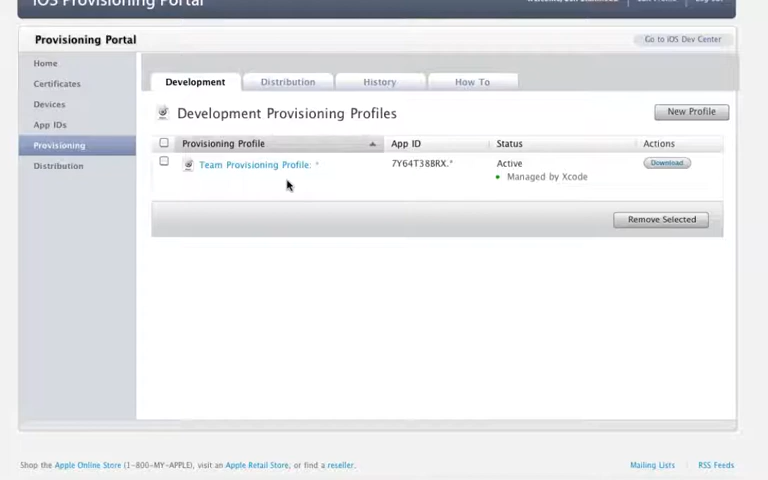 iOS Provisioning Portal
Provisioning Portal
Go to iOS Dev Center
Home
Certificates
Devices
App IDs
Provisioning
Distribution
Development
Distribution
History
How To
Development Provisioning Profiles
New Profile
Provisioning Profile
App ID
Status
Actions
Team Provisioning Profile: *
7Y64T38BRX.*
Active
Managed by Xcode
Download
Remove Selected
Shop the Apple Online Store (1-800-MY-APPLE), visit an Apple Retail Store, or find a reseller.
Mailing Lists
RSS Feeds